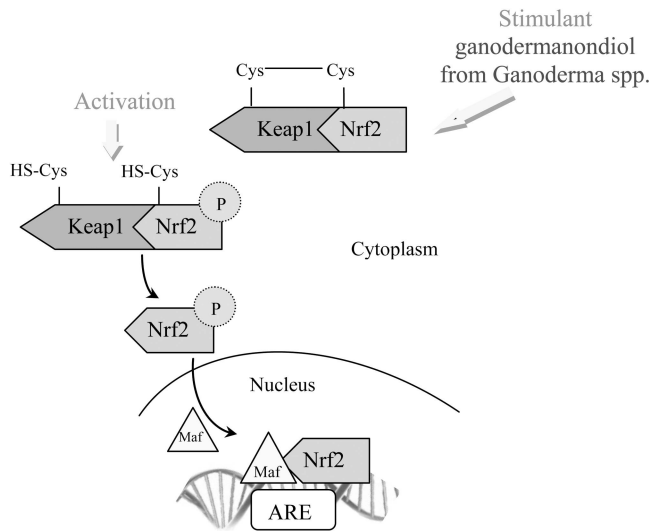 Stimulant
ganodermanondiol
from Ganoderma spp.
Cys Cys
Keap1 Nrf2
Activation
HS-Cys HS-Cys
P
Keap1 Nrf2
Cytoplasm
P
Nrf2
Nucleus
Maf
Maf Nrf2
ARE